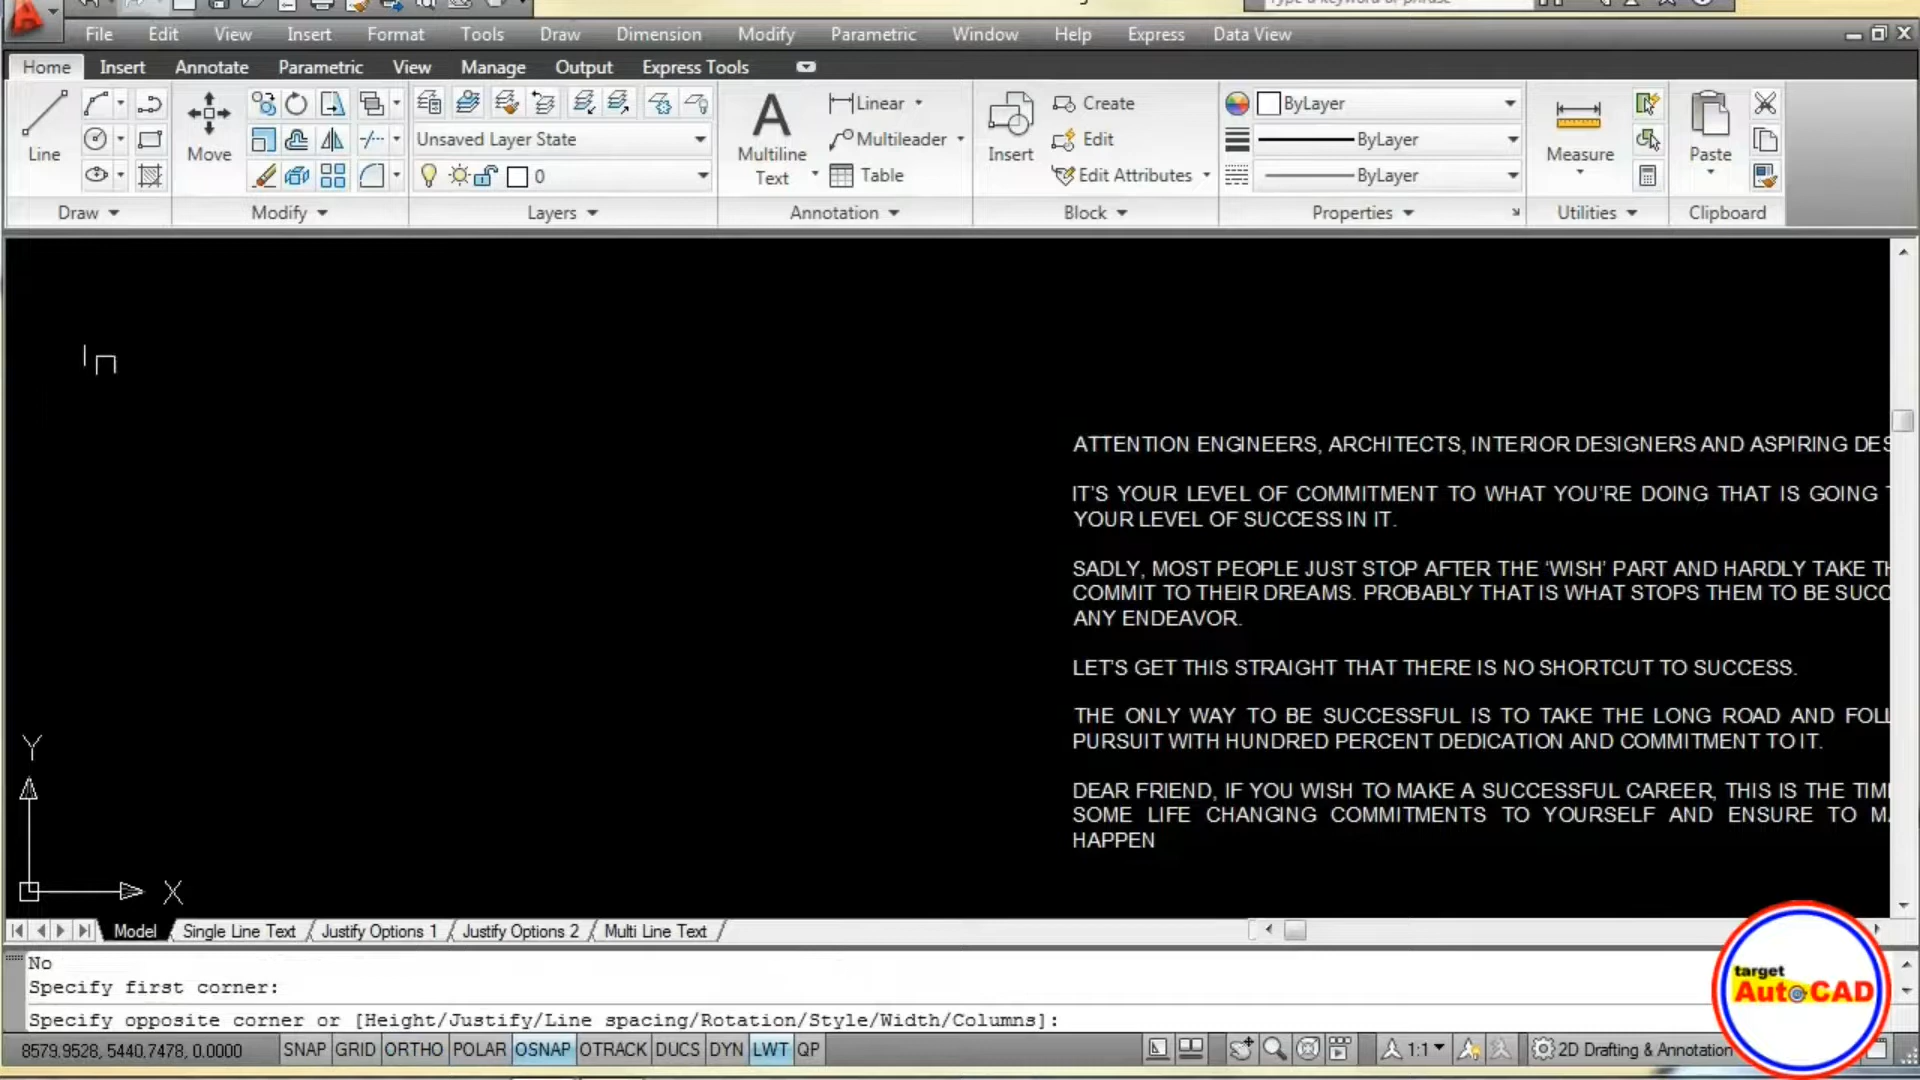 File Edit View Insert Format Tools Draw Dimension Modify Parametric Window Help Express Data View
Home Insert Annotate Parametric View Manage Output Express Tools
Line
Move
Unsaved Layer State
0
A
Multiline
Text
Linear
Multileader
Table
Insert
Create
Edit
Edit Attributes
ByLayer
ByLayer
ByLayer
Measure
Paste
Draw Modify Layers Annotation Block Properties Utilities Clipboard
ATTENTION ENGINEERS, ARCHITECTS, INTERIOR DESIGNERS AND ASPIRING DES
IT'S YOUR LEVEL OF COMMITMENT TO WHAT YOU'RE DOING THAT IS GOING
YOUR LEVEL OF SUCCESS IN IT.
SADLY, MOST PEOPLE JUST STOP AFTER THE ‘WISH’ PART AND HARDLY TAKE TH
COMMIT TO THEIR DREAMS. PROBABLY THAT IS WHAT STOPS THEM TO BE SUCC
ANY ENDEAVOR.
LET'S GET THIS STRAIGHT THAT THERE IS NO SHORTCUT TO SUCCESS.
THE ONLY WAY TO BE SUCCESSFUL IS TO TAKE THE LONG ROAD AND FOLL
PURSUIT WITH HUNDRED PERCENT DEDICATION AND COMMITMENT TO IT.
DEAR FRIEND, IF YOU WISH TO MAKE A SUCCESSFUL CAREER, THIS IS THE TIM
SOME LIFE CHANGING COMMITMENTS TO YOURSELF AND ENSURE TO MA
HAPPEN
Y
X
Model Single Line Text Justify Options 1 Justify Options 2 Multi Line Text
No
Specify first corner:
Specify opposite corner or [Height/Justify/Line spacing/Rotation/Style/Width/Columns]:
8579.9528, 5440.7478, 0.0000 SNAP GRID ORTHO POLAR OSNAP OTRACK DUCS DYN LWT QP 1:1 2D Drafting & Annotation
target
AutoCAD